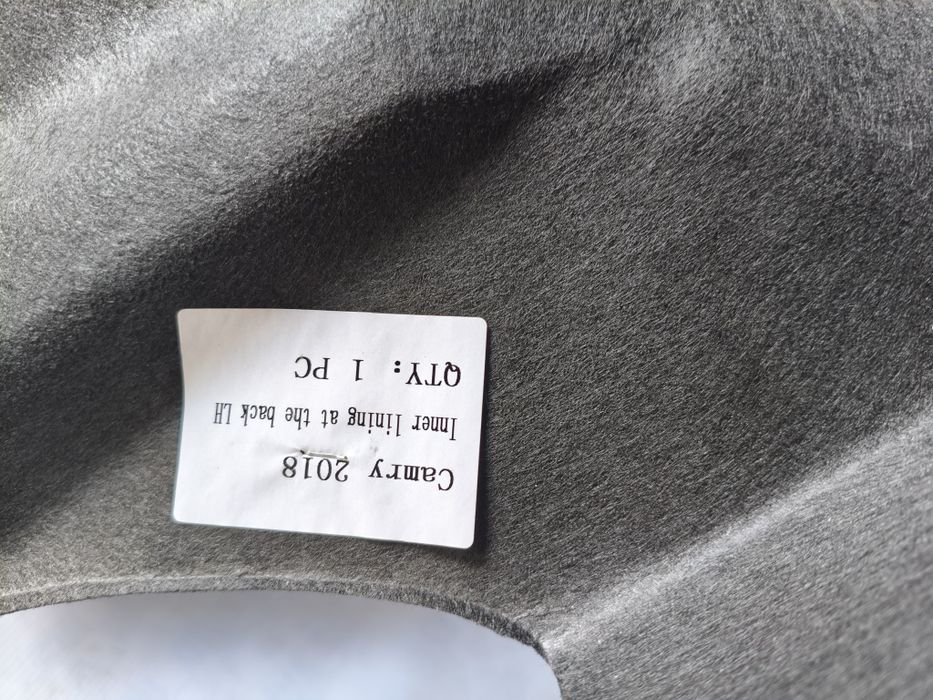 Camry 2018
Inner lining at the back LH
QTY: 1 PC